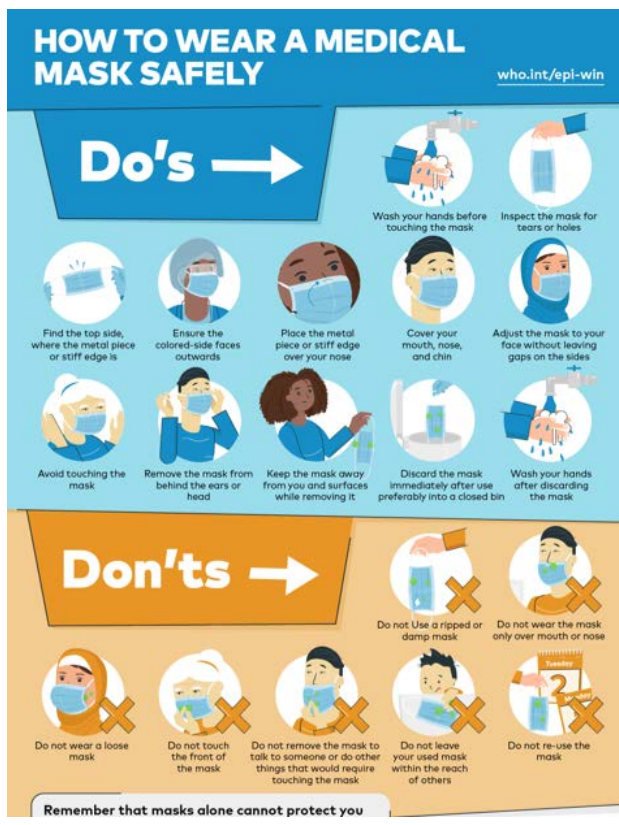 HOW TO WEAR A MEDICAL
MASK SAFELY
who.int/epi-win
Do's
Wash your hands before
touching the mask
Inspect the mask for
tears or holes
Find the top side,
where the metal piece
or stiff edge is
Ensure the
colored-side faces
outwards
Place the metal
piece or stiff edge
over your nose
Cover your
mouth, nose,
and chin
Adjust the mask to your
face without leaving
gaps on the sides
Avoid touching the
mask
Remove the mask from
behind the ears or
head
Keep the mask away
from you and surfaces
while removing it
Discard the mask
immediately after use
preferably into a closed bin
Wash your hands
after discarding
the mask
Don'ts
Do not Use a ripped or
damp mask
Do not wear the mask
only over mouth or nose
Do not wear a loose
mask
Do not touch
the front of
the mask
Do not remove the mask to
talk to someone or do other
things that would require
touching the mask
Do not leave
your used mask
within the reach
of others
Tuesday
2
Do not re-use the
mask
Remember that masks alone cannot protect you